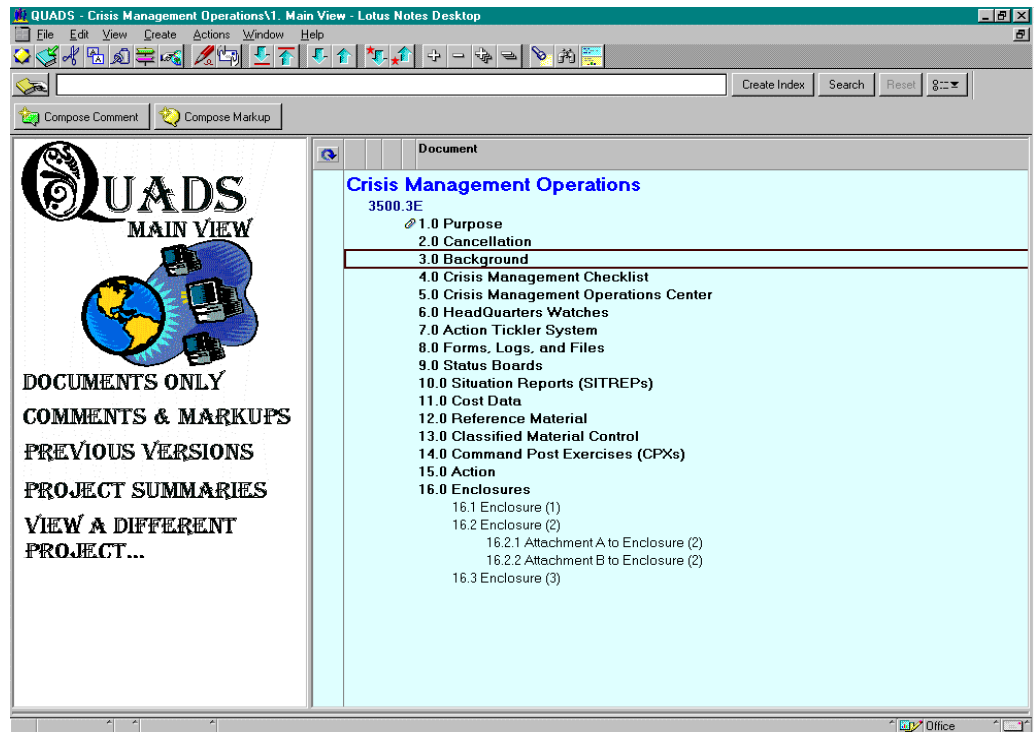 QUADS - Crisis Management Operations\1. Main View - Lotus Notes Desktop
File Edit View Create Actions Window Help
Create Index Search Reset
Compose Comment Compose Markup
QUADS
MAIN VIEW
DOCUMENTS ONLY
COMMENTS & MARKUPS
PREVIOUS VERSIONS
PROJECT SUMMARIES
VIEW A DIFFERENT
PROJECT...
Document
Crisis Management Operations
3500.3E
1.0 Purpose
2.0 Cancellation
3.0 Background
4.0 Crisis Management Checklist
5.0 Crisis Management Operations Center
6.0 HeadQuarters Watches
7.0 Action Tickler System
8.0 Forms, Logs, and Files
9.0 Status Boards
10.0 Situation Reports (SITREPs)
11.0 Cost Data
12.0 Reference Material
13.0 Classified Material Control
14.0 Command Post Exercises (CPXs)
15.0 Action
16.0 Enclosures
16.1 Enclosure (1)
16.2 Enclosure (2)
16.2.1 Attachment A to Enclosure (2)
16.2.2 Attachment B to Enclosure (2)
16.3 Enclosure (3)
Office